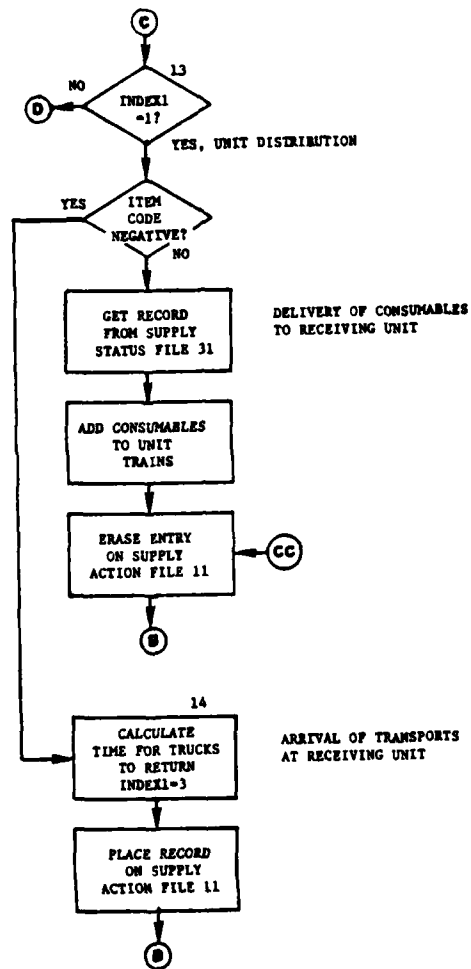 C
13
NO
D
INDEX1
=1?
YES, UNIT DISTRIBUTION
YES
ITEM
CODE
NEGATIVE?
NO
GET RECORD
FROM SUPPLY
STATUS FILE 31
DELIVERY OF CONSUMABLES
TO RECEIVING UNIT
ADD CONSUMABLES
TO UNIT
TRAINS
ERASE ENTRY
ON SUPPLY
ACTION FILE 11
CC
B
14
CALCULATE
TIME FOR TRUCKS
TO RETURN
INDEX1=3
ARRIVAL OF TRANSPORTS
AT RECEIVING UNIT
PLACE RECORD
ON SUPPLY
ACTION FILE 11
B